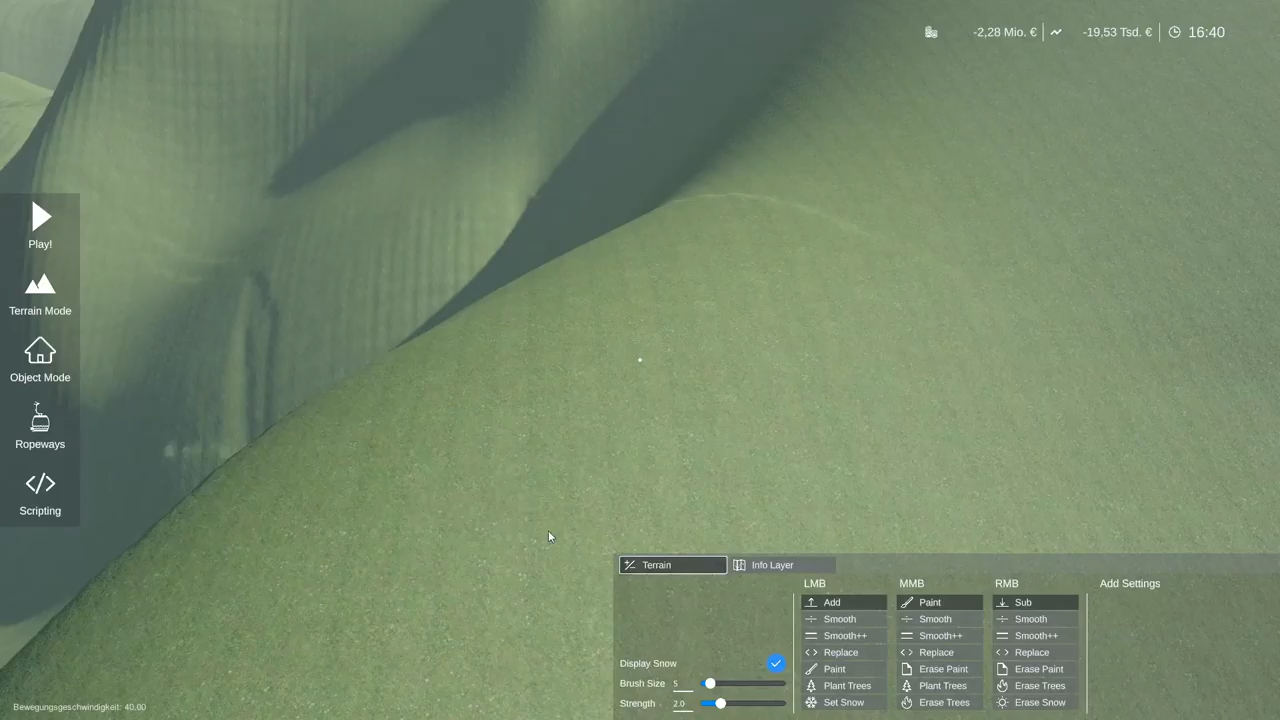 -2,28 Mio. € -19,53 Tsd. € 16:40
Play!
Terrain Mode
Object Mode
Ropeways
Scripting
Terrain Info Layer
LMB MMB RMB Add Settings
Add Paint Sub
Smooth Smooth Smooth
Smooth++ Smooth++ Smooth++
Replace Replace Replace
Display Snow
Paint Erase Paint Erase Paint
Brush Size 5
Plant Trees Plant Trees Erase Trees
Strength 2.0
Set Snow Erase Trees Erase Snow
Bewegungsgeschwindigkeit: 40.00